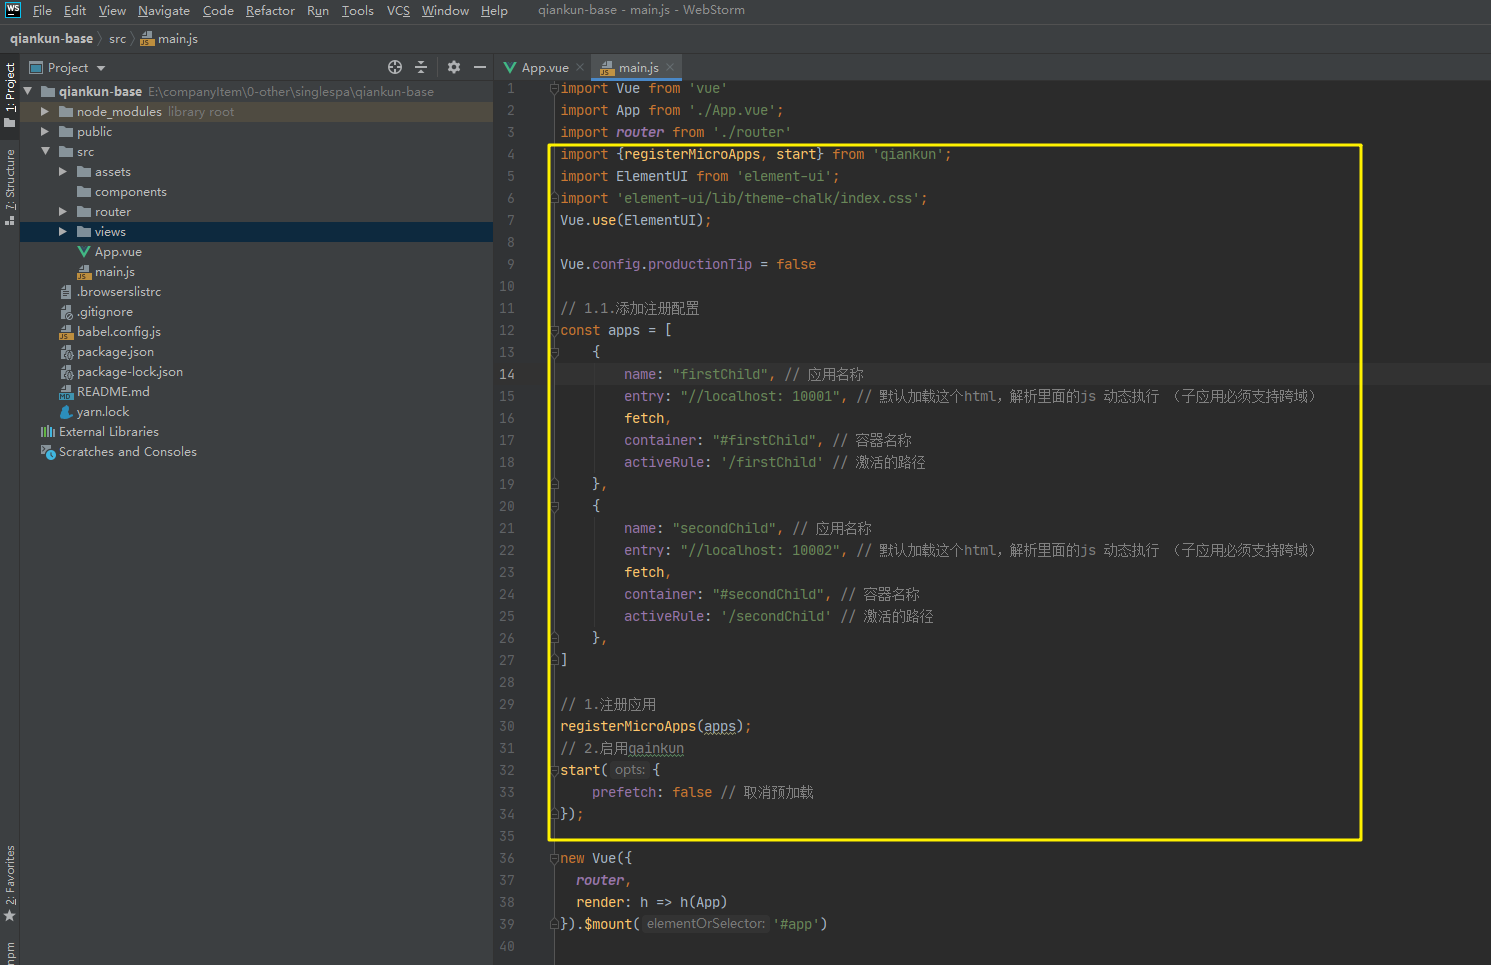 WS File Edit View Navigate Code Refactor Run Tools VCS Window Help qiankun-base - main.js - WebStorm
qiankun-base src main.js
1: Project
7: Structure
2: Favorites
npm
Project
qiankun-base E:\companyItem\0-other\singlespa\qiankun-base
node_modules library root
public
src
assets
components
router
views
App.vue
main.js
.browserslistrc
.gitignore
babel.config.js
package.json
package-lock.json
README.md
yarn.lock
External Libraries
Scratches and Consoles
App.vue main.js
1 import Vue from 'vue'
2 import App from './App.vue';
3 import router from './router'
4 import {registerMicroApps, start} from 'qiankun';
5 import ElementUI from 'element-ui';
6 import 'element-ui/lib/theme-chalk/index.css';
7 Vue.use(ElementUI);
8
9 Vue.config.productionTip = false
10
11 // 1.1.添加注册配置
12 const apps = [
13 {
14 name: "firstChild", // 应用名称
15 entry: "//localhost: 10001", // 默认加载这个html，解析里面的js 动态执行 （子应用必须支持跨域）
16 fetch,
17 container: "#firstChild", // 容器名称
18 activeRule: '/firstChild' // 激活的路径
19 },
20 {
21 name: "secondChild", // 应用名称
22 entry: "//localhost: 10002", // 默认加载这个html，解析里面的js 动态执行 （子应用必须支持跨域）
23 fetch,
24 container: "#secondChild", // 容器名称
25 activeRule: '/secondChild' // 激活的路径
26 },
27 ]
28
29 // 1.注册应用
30 registerMicroApps(apps);
31 // 2.启用qainkun
32 start( opts: {
33 prefetch: false // 取消预加载
34 });
35
36 new Vue({
37 router,
38 render: h => h(App)
39 }).$mount( elementOrSelector: '#app')
40